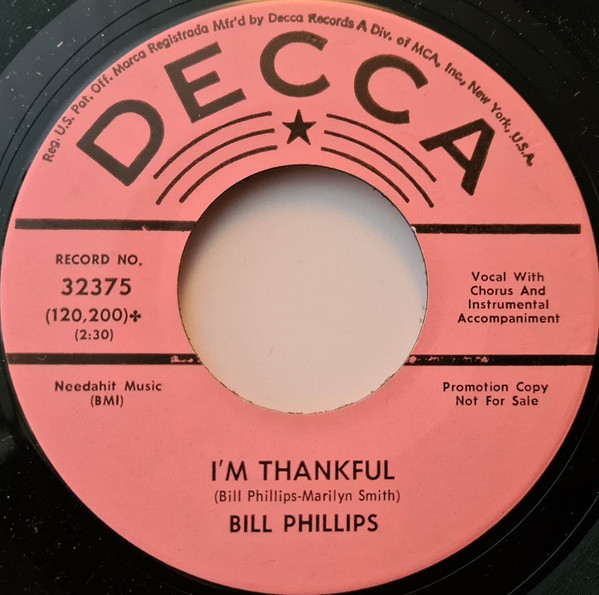 Reg. U.S. Pat. Off. Marca Registrada Mfr'd by Decca Records A Div. of MCA, Inc., New York, U.S.A.
DECCA
RECORD NO.
32375
(120,200)✤
(2:30)
Vocal With
Chorus And
Instrumental
Accompaniment
Needahit Music
(BMI)
Promotion Copy
Not For Sale
I'M THANKFUL
(Bill Phillips-Marilyn Smith)
BILL PHILLIPS